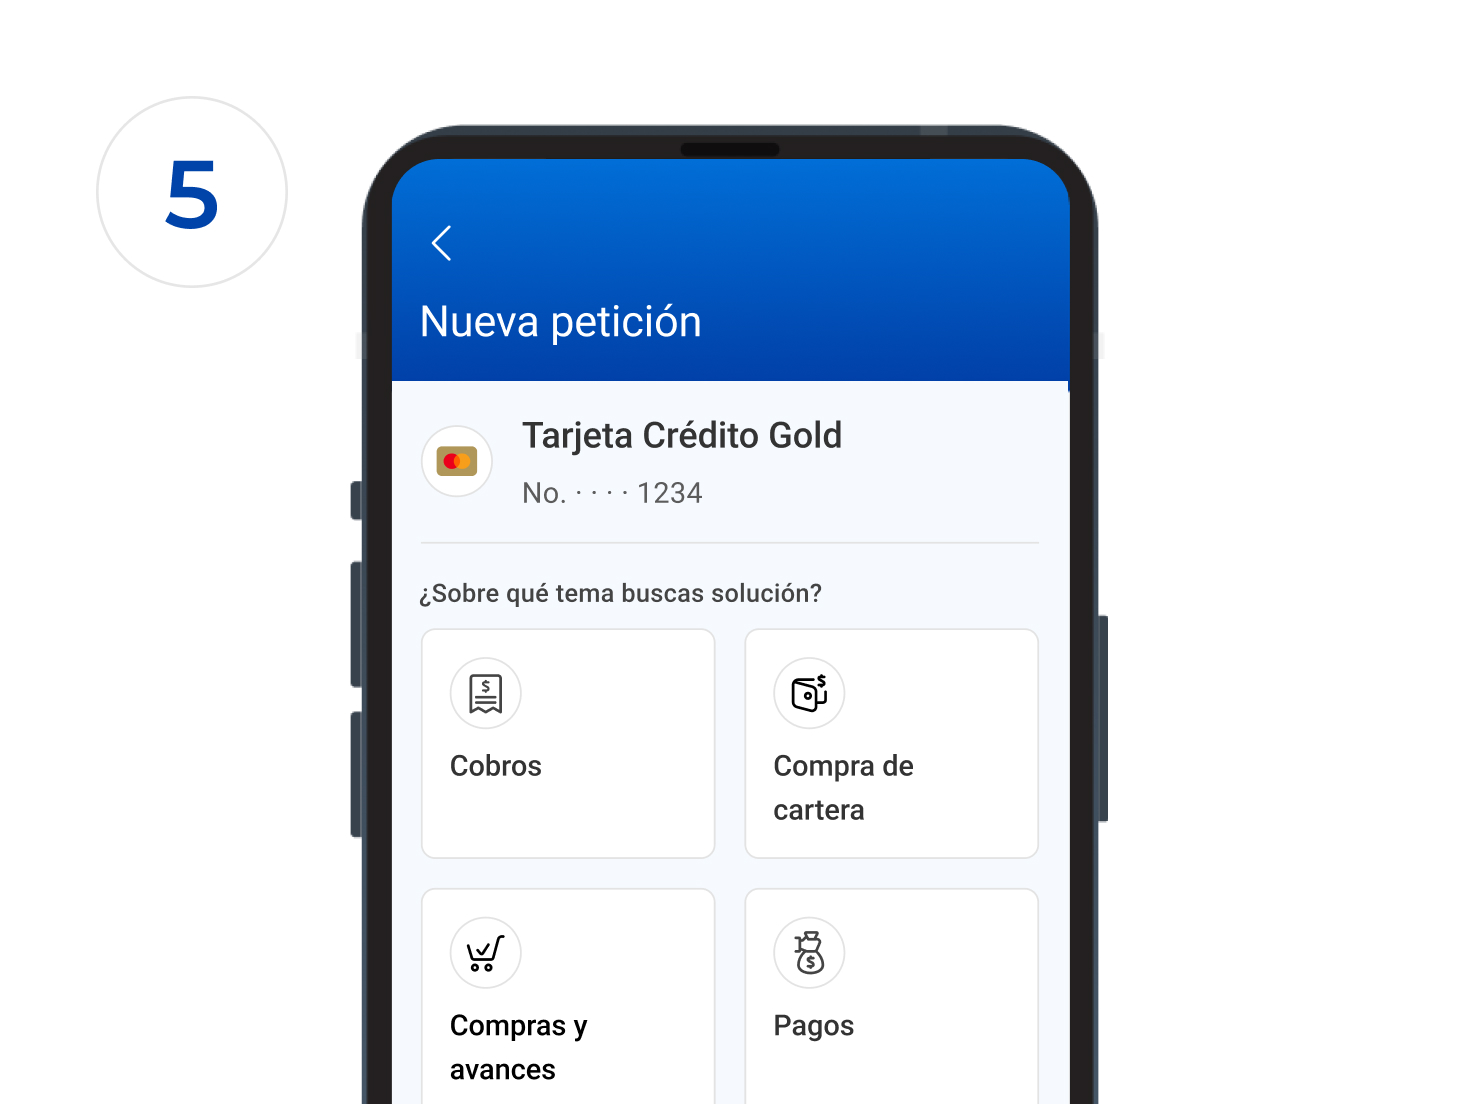 5
Nueva petición
Tarjeta Crédito Gold
No. · · · · 1234
¿Sobre qué tema buscas solución?
Cobros
Compra de
cartera
Compras y
avances
Pagos